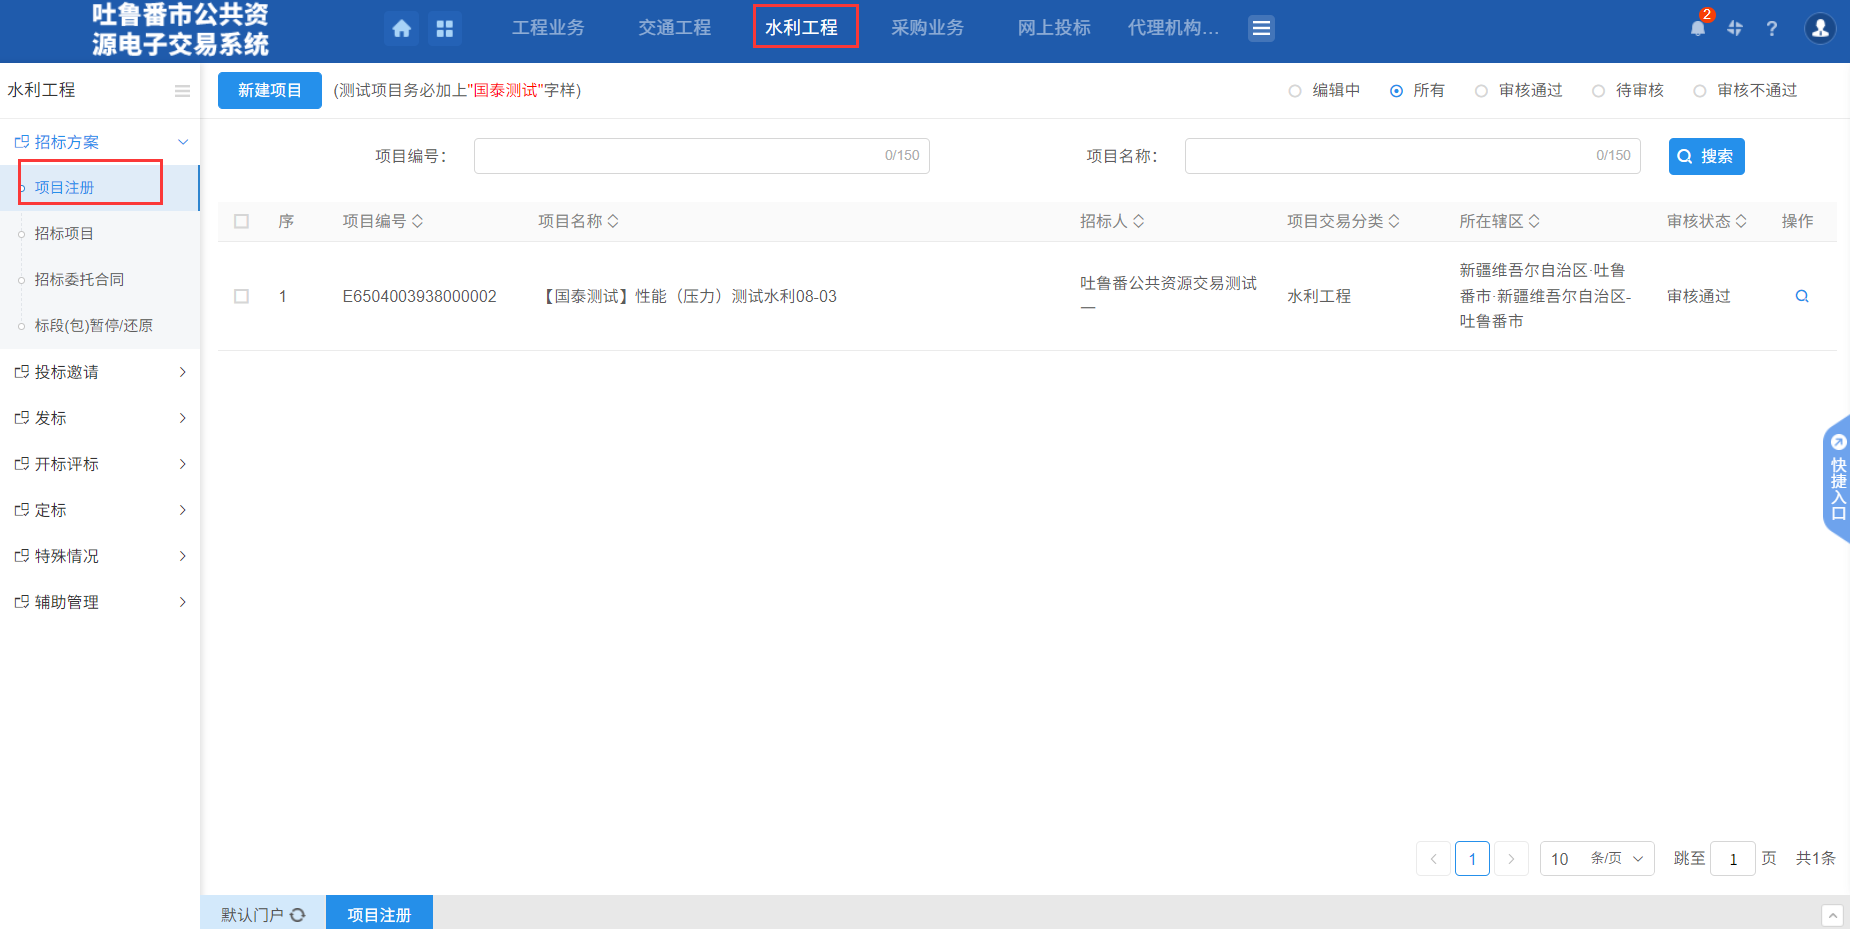 吐鲁番市公共资
源电子交易系统
工程业务
交通工程
水利工程
采购业务
网上投标
代理机构...
2
?
水利工程
新建项目
(测试项目务必加上"国泰测试"字样)
编辑中
所有
审核通过
待审核
审核不通过
招标方案
项目注册
招标项目
招标委托合同
标段(包)暂停/还原
投标邀请
发标
开标评标
定标
特殊情况
辅助管理
项目编号：
0/150
项目名称：
0/150
搜索
序
项目编号
项目名称
招标人
项目交易分类
所在辖区
审核状态
操作
1
E6504003938000002
【国泰测试】性能（压力）测试水利08-03
吐鲁番公共资源交易测试
一
水利工程
新疆维吾尔自治区·吐鲁
番市·新疆维吾尔自治区-
吐鲁番市
审核通过
快捷入口
1
10 条/页
跳至 1 页
共1条
默认门户
项目注册